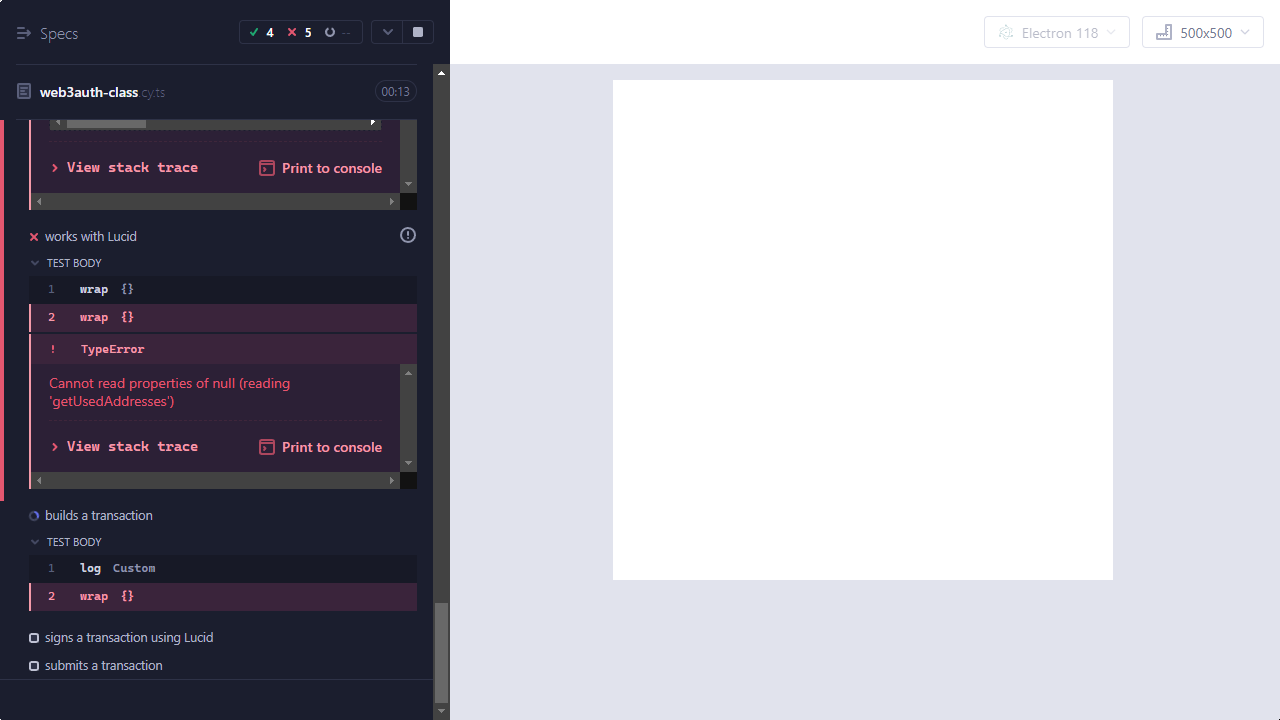 Specs
4
5
--
Electron 118
500x500
web3auth-class.cy.ts
00:13
View stack trace
Print to console
works with Lucid
TEST BODY
1 wrap {}
2 wrap {}
! TypeError
Cannot read properties of null (reading
'getUsedAddresses')
View stack trace
Print to console
builds a transaction
TEST BODY
1 log Custom
2 wrap {}
signs a transaction using Lucid
submits a transaction